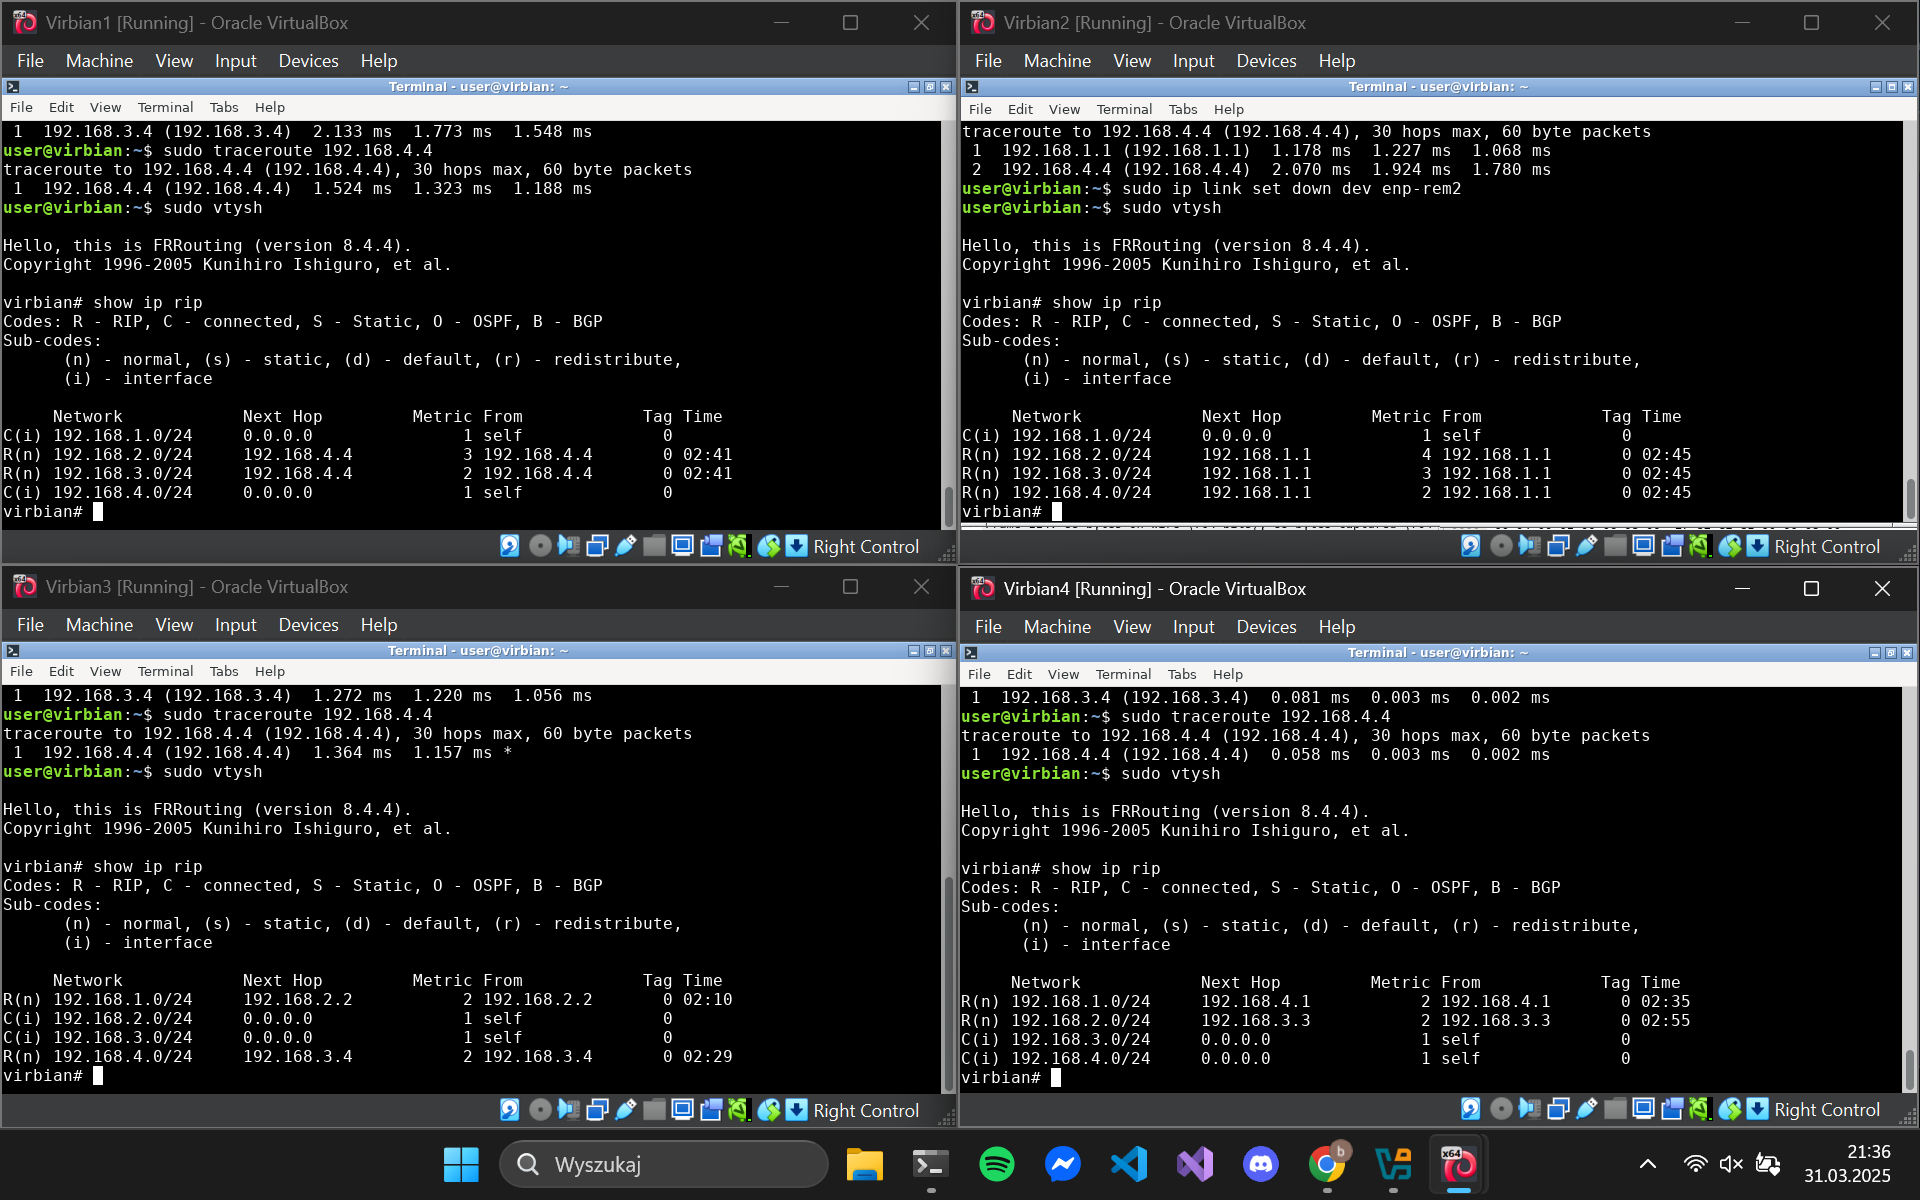 Virbian1 [Running] - Oracle VirtualBox
File Machine View Input Devices Help
Terminal - user@virbian: ~
File Edit View Terminal Tabs Help
 1  192.168.3.4 (192.168.3.4)  2.133 ms  1.773 ms  1.548 ms
user@virbian:~$ sudo traceroute 192.168.4.4
traceroute to 192.168.4.4 (192.168.4.4), 30 hops max, 60 byte packets
 1  192.168.4.4 (192.168.4.4)  1.524 ms  1.323 ms  1.188 ms
user@virbian:~$ sudo vtysh
Hello, this is FRRouting (version 8.4.4).
Copyright 1996-2005 Kunihiro Ishiguro, et al.
virbian# show ip rip
Codes: R - RIP, C - connected, S - Static, O - OSPF, B - BGP
Sub-codes:
      (n) - normal, (s) - static, (d) - default, (r) - redistribute,
      (i) - interface
     Network            Next Hop         Metric From            Tag Time
C(i) 192.168.1.0/24     0.0.0.0               1 self              0
R(n) 192.168.2.0/24     192.168.4.4           3 192.168.4.4       0 02:41
R(n) 192.168.3.0/24     192.168.4.4           2 192.168.4.4       0 02:41
C(i) 192.168.4.0/24     0.0.0.0               1 self              0
virbian#
Right Control
Virbian2 [Running] - Oracle VirtualBox
File Machine View Input Devices Help
Terminal - user@virbian: ~
File Edit View Terminal Tabs Help
traceroute to 192.168.4.4 (192.168.4.4), 30 hops max, 60 byte packets
 1  192.168.1.1 (192.168.1.1)  1.178 ms  1.227 ms  1.068 ms
 2  192.168.4.4 (192.168.4.4)  2.070 ms  1.924 ms  1.780 ms
user@virbian:~$ sudo ip link set down dev enp-rem2
user@virbian:~$ sudo vtysh
Hello, this is FRRouting (version 8.4.4).
Copyright 1996-2005 Kunihiro Ishiguro, et al.
virbian# show ip rip
Codes: R - RIP, C - connected, S - Static, O - OSPF, B - BGP
Sub-codes:
      (n) - normal, (s) - static, (d) - default, (r) - redistribute,
      (i) - interface
     Network            Next Hop         Metric From            Tag Time
C(i) 192.168.1.0/24     0.0.0.0               1 self              0
R(n) 192.168.2.0/24     192.168.1.1           4 192.168.1.1       0 02:45
R(n) 192.168.3.0/24     192.168.1.1           3 192.168.1.1       0 02:45
R(n) 192.168.4.0/24     192.168.1.1           2 192.168.1.1       0 02:45
virbian#
Right Control
Virbian3 [Running] - Oracle VirtualBox
File Machine View Input Devices Help
Terminal - user@virbian: ~
File Edit View Terminal Tabs Help
 1  192.168.3.4 (192.168.3.4)  1.272 ms  1.220 ms  1.056 ms
user@virbian:~$ sudo traceroute 192.168.4.4
traceroute to 192.168.4.4 (192.168.4.4), 30 hops max, 60 byte packets
 1  192.168.4.4 (192.168.4.4)  1.364 ms  1.157 ms *
user@virbian:~$ sudo vtysh
Hello, this is FRRouting (version 8.4.4).
Copyright 1996-2005 Kunihiro Ishiguro, et al.
virbian# show ip rip
Codes: R - RIP, C - connected, S - Static, O - OSPF, B - BGP
Sub-codes:
      (n) - normal, (s) - static, (d) - default, (r) - redistribute,
      (i) - interface
     Network            Next Hop         Metric From            Tag Time
R(n) 192.168.1.0/24     192.168.2.2           2 192.168.2.2       0 02:10
C(i) 192.168.2.0/24     0.0.0.0               1 self              0
C(i) 192.168.3.0/24     0.0.0.0               1 self              0
R(n) 192.168.4.0/24     192.168.3.4           2 192.168.3.4       0 02:29
virbian#
Right Control
Virbian4 [Running] - Oracle VirtualBox
File Machine View Input Devices Help
Terminal - user@virbian: ~
File Edit View Terminal Tabs Help
 1  192.168.3.4 (192.168.3.4)  0.081 ms  0.003 ms  0.002 ms
user@virbian:~$ sudo traceroute 192.168.4.4
traceroute to 192.168.4.4 (192.168.4.4), 30 hops max, 60 byte packets
 1  192.168.4.4 (192.168.4.4)  0.058 ms  0.003 ms  0.002 ms
user@virbian:~$ sudo vtysh
Hello, this is FRRouting (version 8.4.4).
Copyright 1996-2005 Kunihiro Ishiguro, et al.
virbian# show ip rip
Codes: R - RIP, C - connected, S - Static, O - OSPF, B - BGP
Sub-codes:
      (n) - normal, (s) - static, (d) - default, (r) - redistribute,
      (i) - interface
     Network            Next Hop         Metric From            Tag Time
R(n) 192.168.1.0/24     192.168.4.1           2 192.168.4.1       0 02:35
R(n) 192.168.2.0/24     192.168.3.3           2 192.168.3.3       0 02:55
C(i) 192.168.3.0/24     0.0.0.0               1 self              0
C(i) 192.168.4.0/24     0.0.0.0               1 self              0
virbian#
Right Control
Wyszukaj
b
x64
21:36
31.03.2025